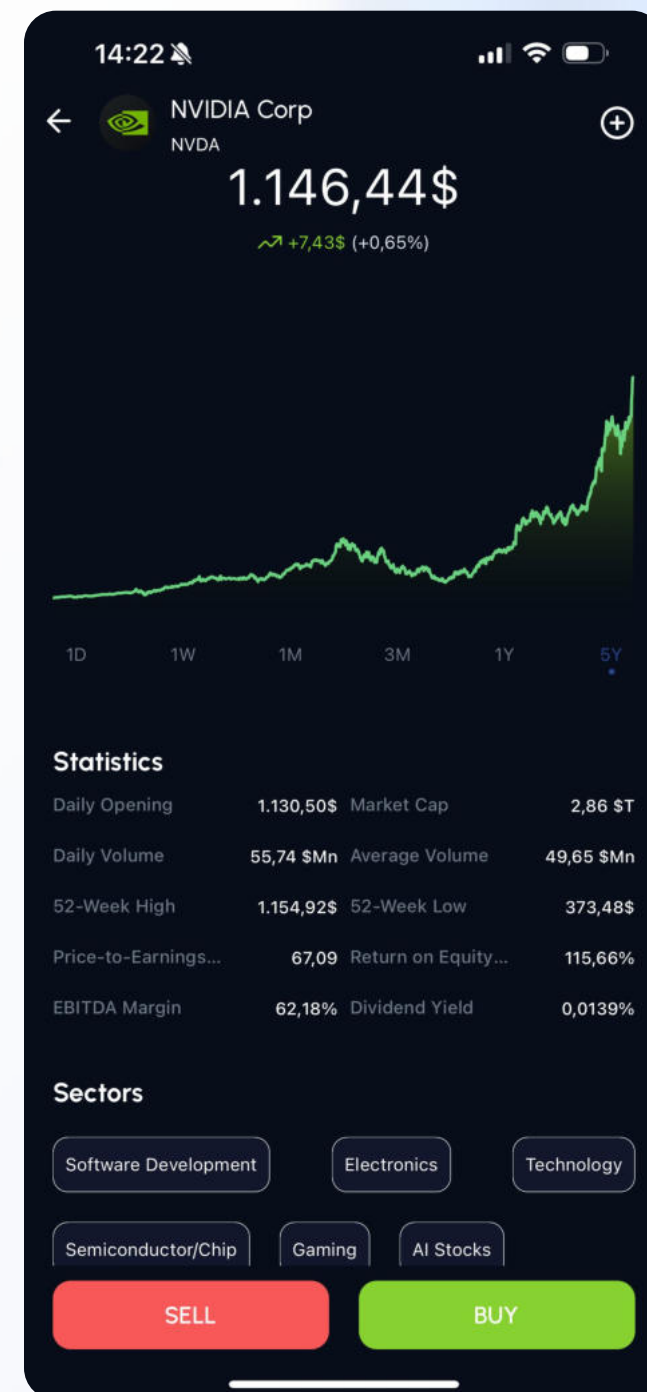 14:22
NVIDIA Corp
NVDA
1.146,44$
+7,43$ (+0,65%)
1D 1W 1M 3M 1Y 5Y
Statistics
Daily Opening 1.130,50$ Market Cap 2,86 $T
Daily Volume 55,74 $Mn Average Volume 49,65 $Mn
52-Week High 1.154,92$ 52-Week Low 373,48$
Price-to-Earnings... 67,09 Return on Equity... 115,66%
EBITDA Margin 62,18% Dividend Yield 0,0139%
Sectors
Software Development Electronics Technology
Semiconductor/Chip Gaming AI Stocks
SELL BUY